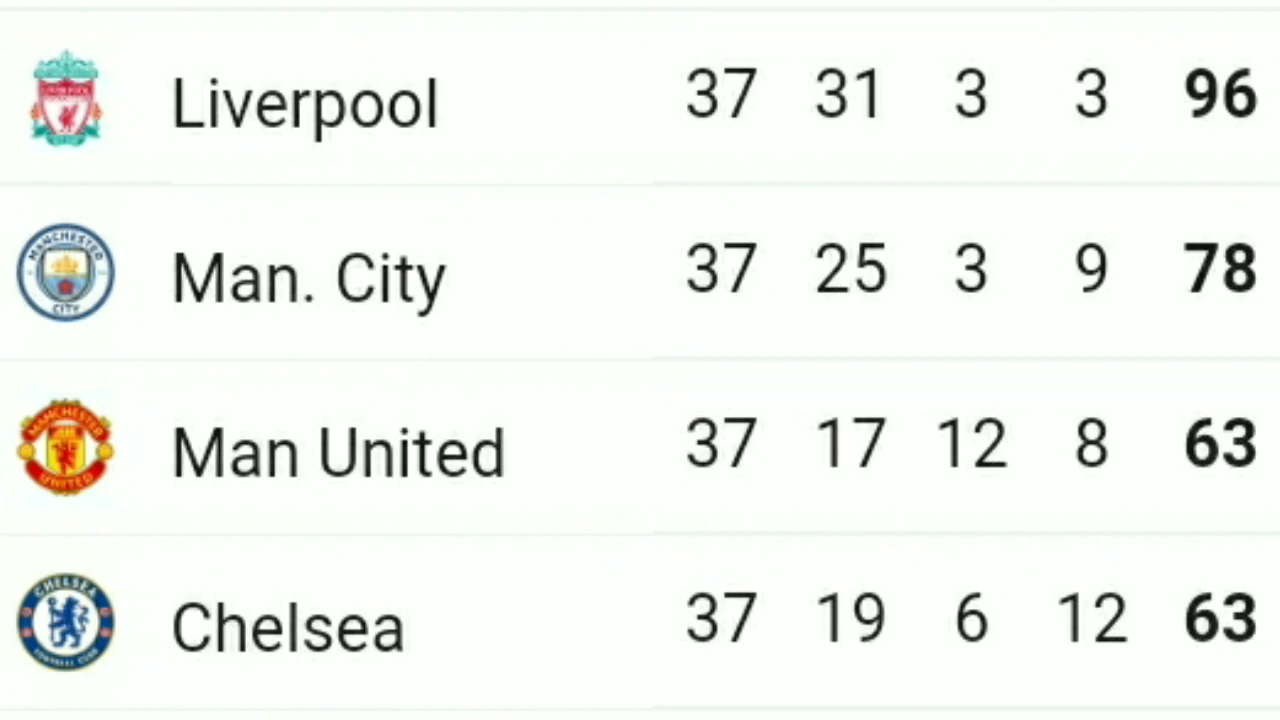 Liverpool 37 31 3 3 96
Man. City 37 25 3 9 78
Man United 37 17 12 8 63
Chelsea 37 19 6 12 63